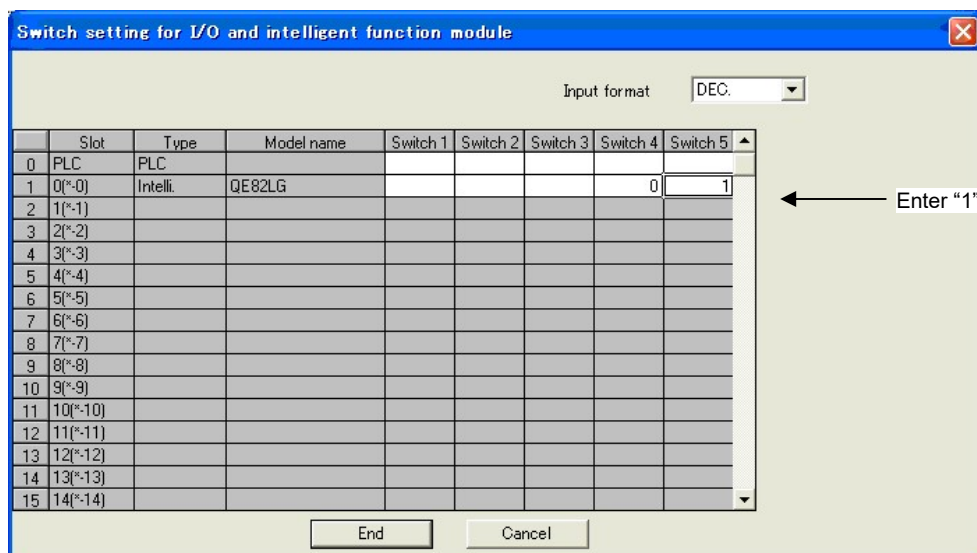 Switch setting for I/O and intelligent function module
Input format DEC.
Slot Type Model name Switch 1 Switch 2 Switch 3 Switch 4 Switch 5
0 PLC PLC
1 0(*-0) Intelli. QE82LG 0 1
Enter “1”
2 1(*-1)
3 2(*-2)
4 3(*-3)
5 4(*-4)
6 5(*-5)
7 6(*-6)
8 7(*-7)
9 8(*-8)
10 9(*-9)
11 10(*-10)
12 11(*-11)
13 12(*-12)
14 13(*-13)
15 14(*-14)
End Cancel